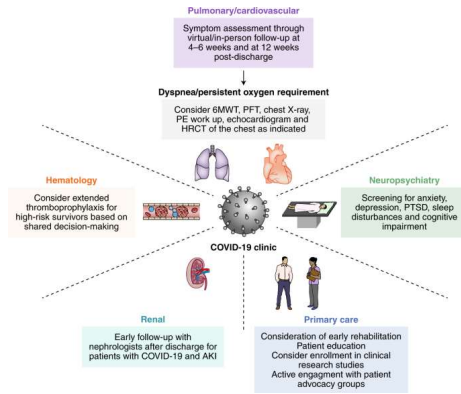 Pulmonary/cardiovascular
Symptom assessment through
virtual/in-person follow-up at
4–6 weeks and at 12 weeks
post-discharge
Dyspnea/persistent oxygen requirement
Consider 6MWT, PFT, chest X-ray,
PE work up, echocardiogram and
HRCT of the chest as indicated
Hematology
Consider extended
thromboprophylaxis for
high-risk survivors based on
shared decision-making
Neuropsychiatry
Screening for anxiety,
depression, PTSD, sleep
disturbances and cognitive
impairment
COVID-19 clinic
Renal
Early follow-up with
nephrologists after discharge for
patients with COVID-19 and AKI
Primary care
Consideration of early rehabilitation
Patient education
Consider enrollment in clinical
research studies
Active engagment with patient
advocacy groups